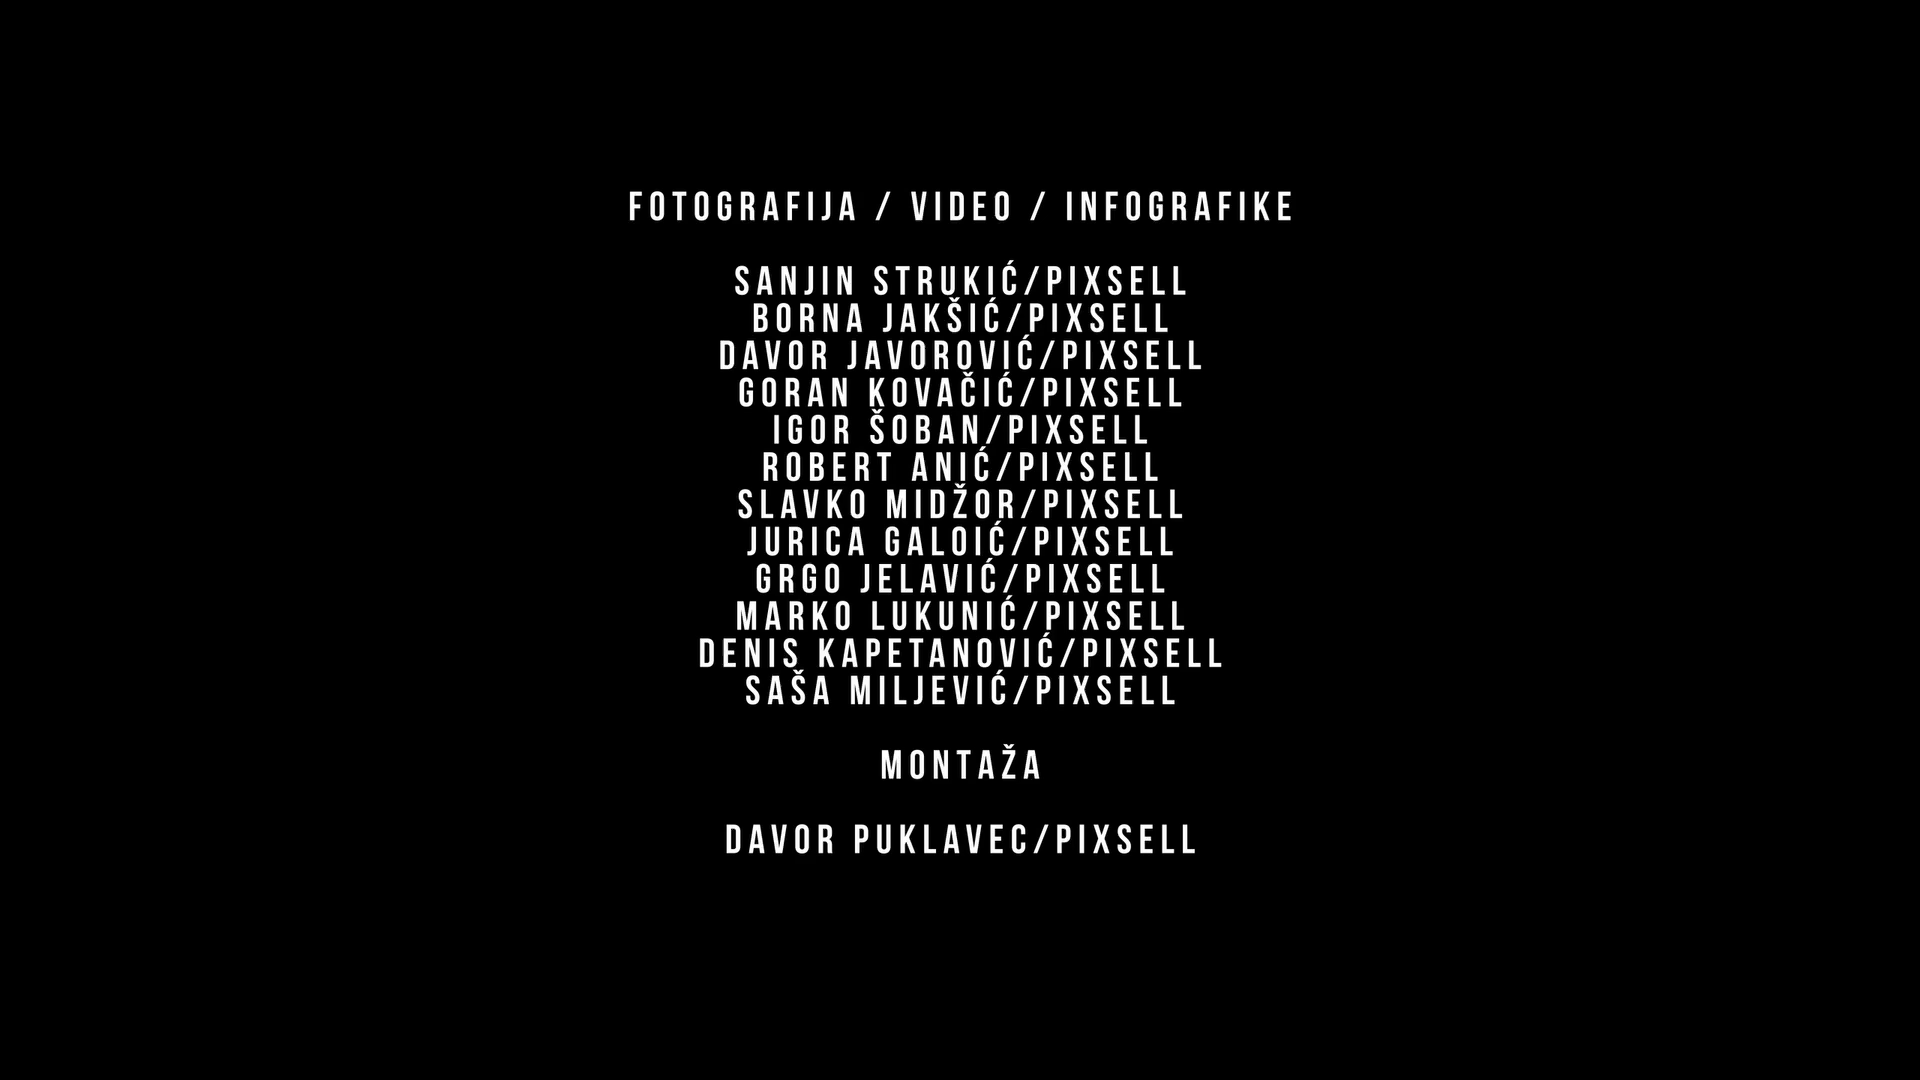 FOTOGRAFIJA / VIDEO / INFOGRAFIKE
SANJIN STRUKIĆ/PIXSELL
BORNA JAKŠIĆ/PIXSELL
DAVOR JAVOROVIĆ/PIXSELL
GORAN KOVAČIĆ/PIXSELL
IGOR ŠOBAN/PIXSELL
ROBERT ANIĆ/PIXSELL
SLAVKO MIDŽOR/PIXSELL
JURICA GALOIĆ/PIXSELL
GRGO JELAVIĆ/PIXSELL
MARKO LUKUNIĆ/PIXSELL
DENIS KAPETANOVIĆ/PIXSELL
SAŠA MILJEVIĆ/PIXSELL
MONTAŽA
DAVOR PUKLAVEC/PIXSELL